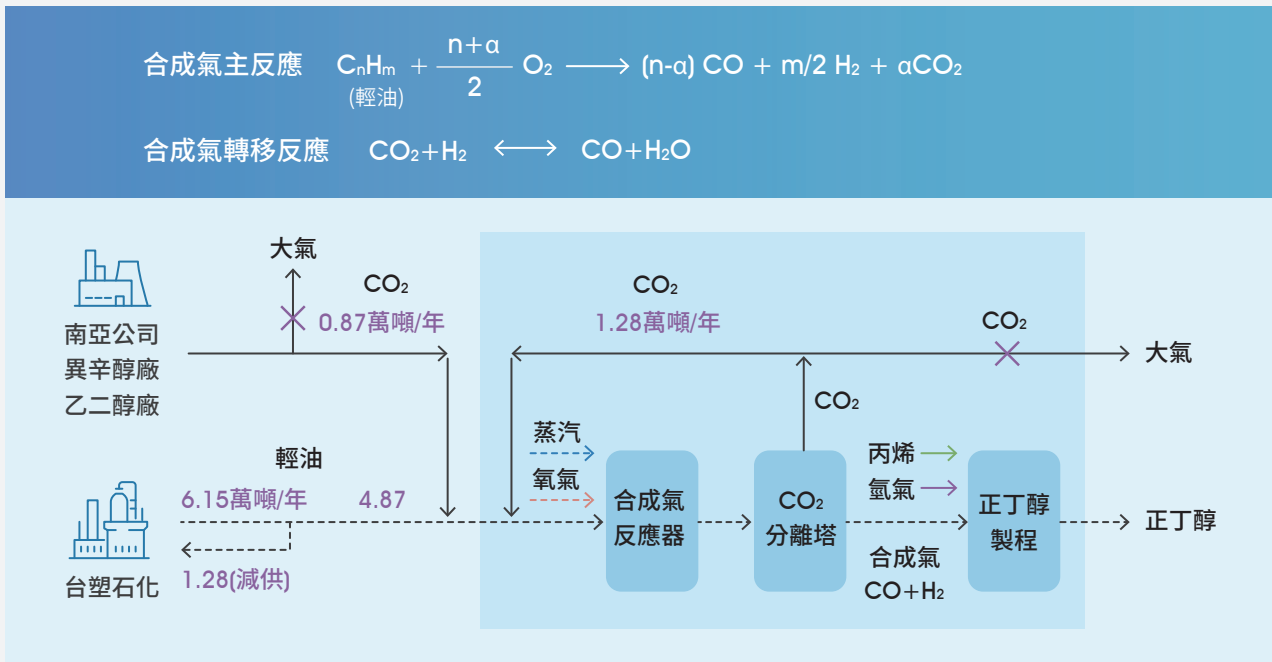 合成氣主反應 CₙHₘ + n+α/2 O₂ ⟶ (n-α) CO + m/2 H₂ + αCO₂
(輕油)
合成氣轉移反應 CO₂+H₂ ⟷ CO+H₂O
大氣
CO₂
0.87萬噸/年
南亞公司
異辛醇廠
乙二醇廠
CO₂
1.28萬噸/年
CO₂
大氣
CO₂
輕油
6.15萬噸/年 4.87
1.28(減供)
台塑石化
蒸汽
氧氣
合成氣
反應器
CO₂
分離塔
丙烯
氫氣
合成氣
CO+H₂
正丁醇
製程
正丁醇